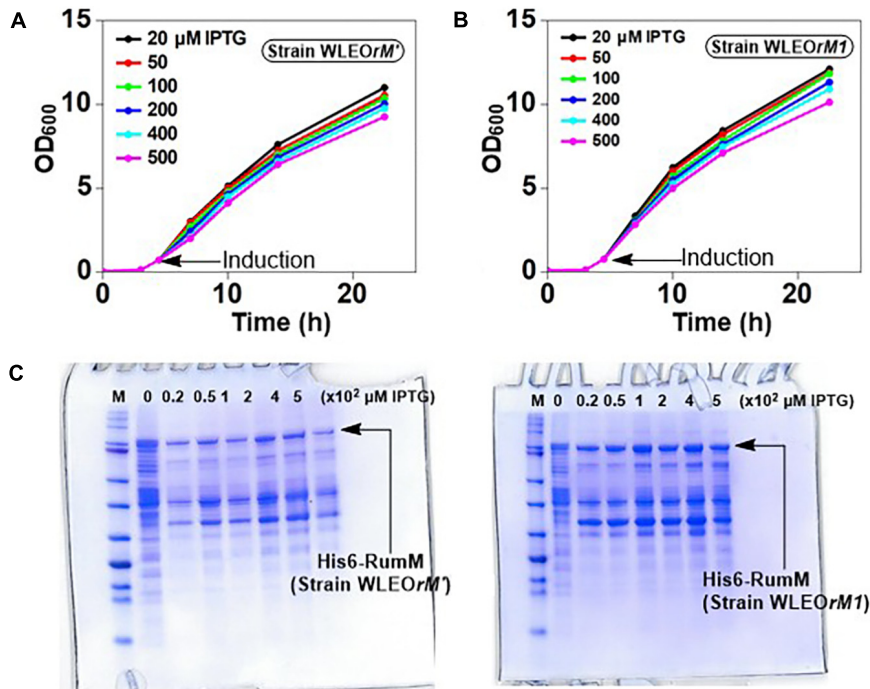 A
15
10
5
0
OD600
20 µM IPTG
50
100
200
400
500
Strain WLEOrM'
Induction
0 10 20
Time (h)
B
15
10
5
0
OD600
20 µM IPTG
50
100
200
400
500
Strain WLEOrM1
Induction
0 10 20
Time (h)
C
M 0 0.2 0.5 1 2 4 5 (x10² µM IPTG)
His6-RumM
(Strain WLEOrM')
M 0 0.2 0.5 1 2 4 5 (x10² µM IPTG)
His6-RumM
(Strain WLEOrM1)